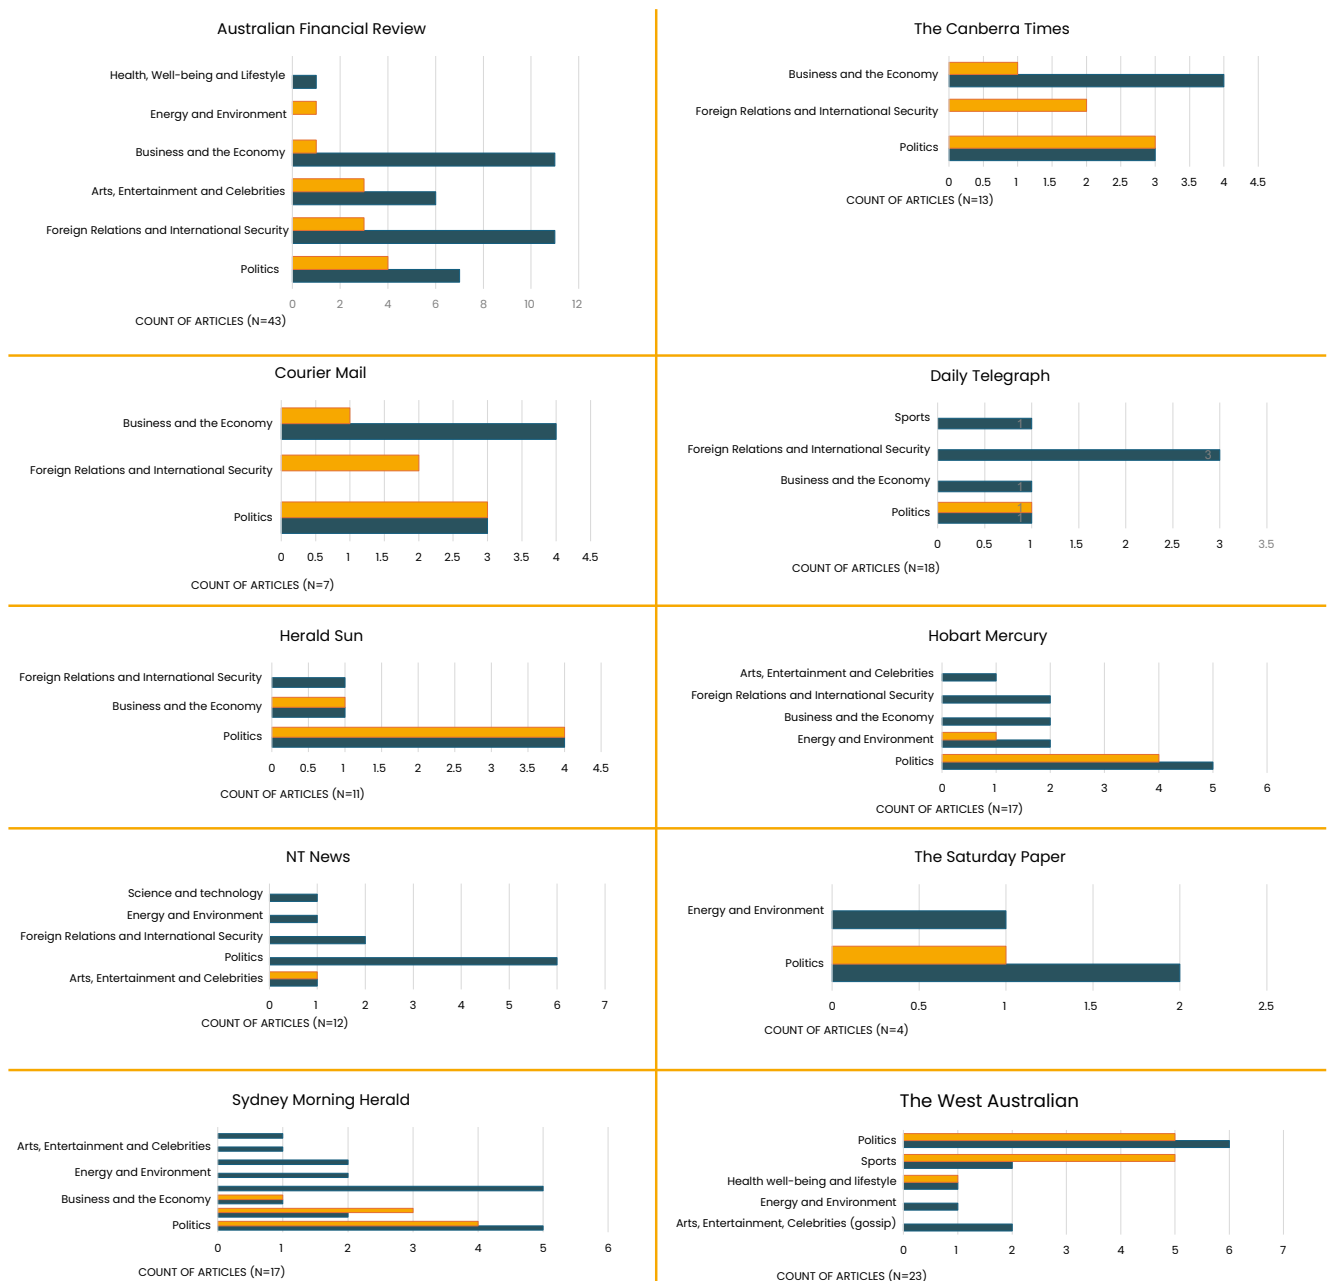 Australian Financial Review
Health, Well-being and Lifestyle
Energy and Environment
Business and the Economy
Arts, Entertainment and Celebrities
Foreign Relations and International Security
Politics
0 2 4 6 8 10 12
COUNT OF ARTICLES (N=43)
The Canberra Times
Business and the Economy
Foreign Relations and International Security
Politics
0 0.5 1 1.5 2 2.5 3 3.5 4 4.5
COUNT OF ARTICLES (N=13)
Courier Mail
Business and the Economy
Foreign Relations and International Security
Politics
0 0.5 1 1.5 2 2.5 3 3.5 4 4.5
COUNT OF ARTICLES (N=7)
Daily Telegraph
Sports
1
Foreign Relations and International Security
3
Business and the Economy
1
Politics
1
1
0 0.5 1 1.5 2 2.5 3 3.5
COUNT OF ARTICLES (N=18)
Herald Sun
Foreign Relations and International Security
Business and the Economy
Politics
0 0.5 1 1.5 2 2.5 3 3.5 4 4.5
COUNT OF ARTICLES (N=11)
Hobart Mercury
Arts, Entertainment and Celebrities
Foreign Relations and International Security
Business and the Economy
Energy and Environment
Politics
0 1 2 3 4 5 6
COUNT OF ARTICLES (N=17)
NT News
Science and technology
Energy and Environment
Foreign Relations and International Security
Politics
Arts, Entertainment and Celebrities
0 1 2 3 4 5 6 7
COUNT OF ARTICLES (N=12)
The Saturday Paper
Energy and Environment
Politics
0 0.5 1 1.5 2 2.5
COUNT OF ARTICLES (N=4)
Sydney Morning Herald
Arts, Entertainment and Celebrities
Energy and Environment
Business and the Economy
Politics
0 1 2 3 4 5 6
COUNT OF ARTICLES (N=17)
The West Australian
Politics
Sports
Health well-being and lifestyle
Energy and Environment
Arts, Entertainment, Celebrities (gossip)
0 1 2 3 4 5 6 7
COUNT OF ARTICLES (N=23)